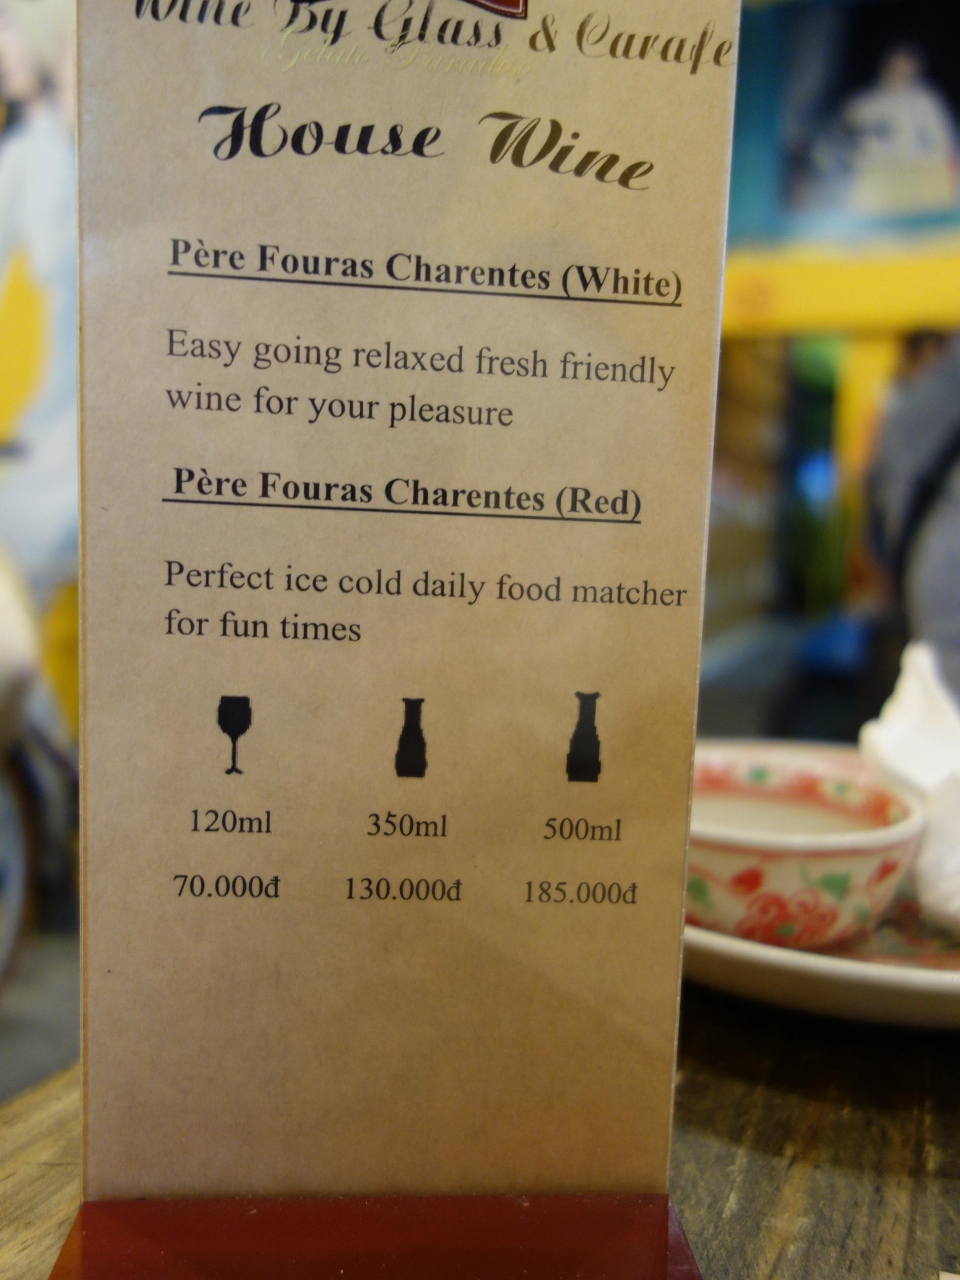 Wine By Glass & Carafe
Gelato Paradise
House Wine
Père Fouras Charentes (White)
Easy going relaxed fresh friendly
wine for your pleasure
Père Fouras Charentes (Red)
Perfect ice cold daily food matcher
for fun times
120ml 350ml 500ml
70.000đ 130.000đ 185.000đ